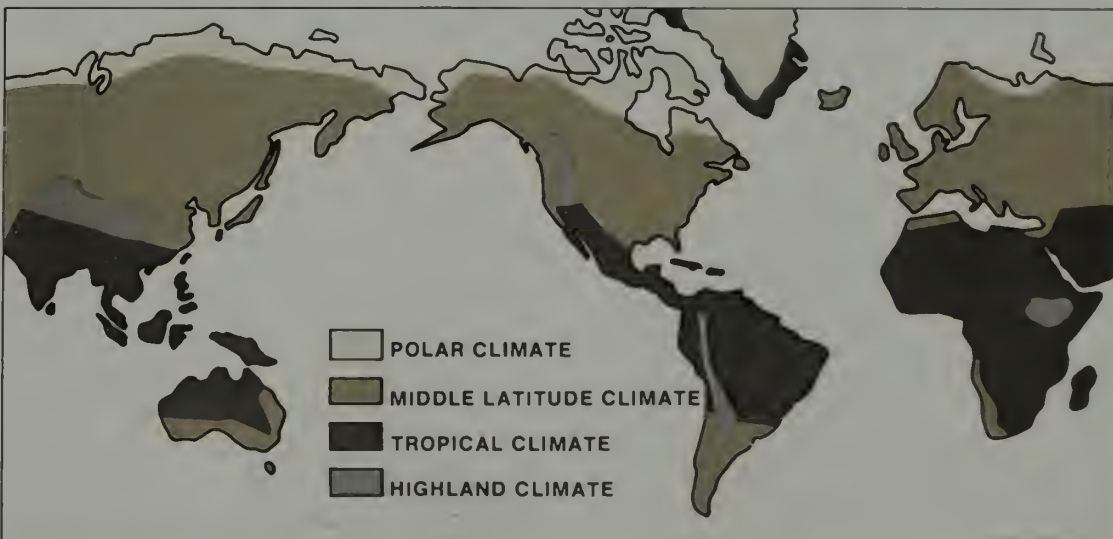 POLAR CLIMATE
MIDDLE LATITUDE CLIMATE
TROPICAL CLIMATE
HIGHLAND CLIMATE